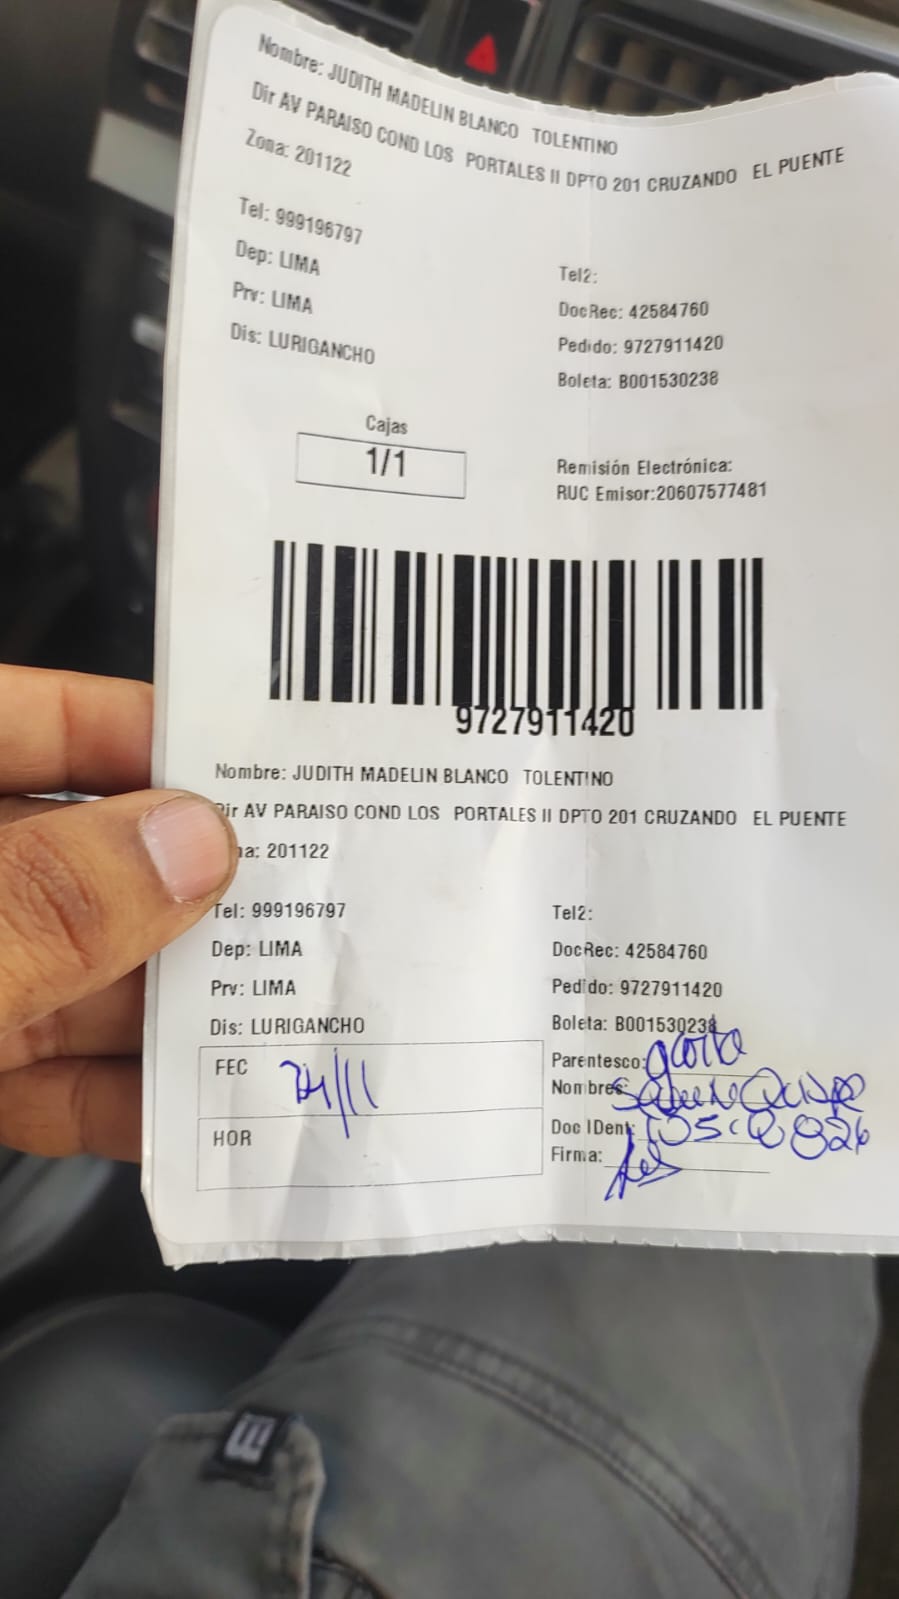 Nombre: JUDITH MADELIN BLANCO TOLENTINO
Dir AV PARAISO COND LOS PORTALES II DPTO 201 CRUZANDO EL PUENTE
Zona: 201122
Tel: 999196797
Tel2:
Dep: LIMA
DocRec: 42584760
Prv: LIMA
Pedido: 9727911420
Dis: LURIGANCHO
Boleta: B001530238
Cajas
1/1
Remisión Electrónica:
RUC Emisor:20607577481
9727911420
Nombre: JUDITH MADELIN BLANCO TOLENTINO
Dir AV PARAISO COND LOS PORTALES II DPTO 201 CRUZANDO EL PUENTE
na: 201122
Tel: 999196797
Tel2:
Dep: LIMA
DocRec: 42584760
Prv: LIMA
Pedido: 9727911420
Dis: LURIGANCHO
Boleta: B001530238
FEC 24/11
Parentesco:
Nombres:
HOR
Doc IDent:
Firma: